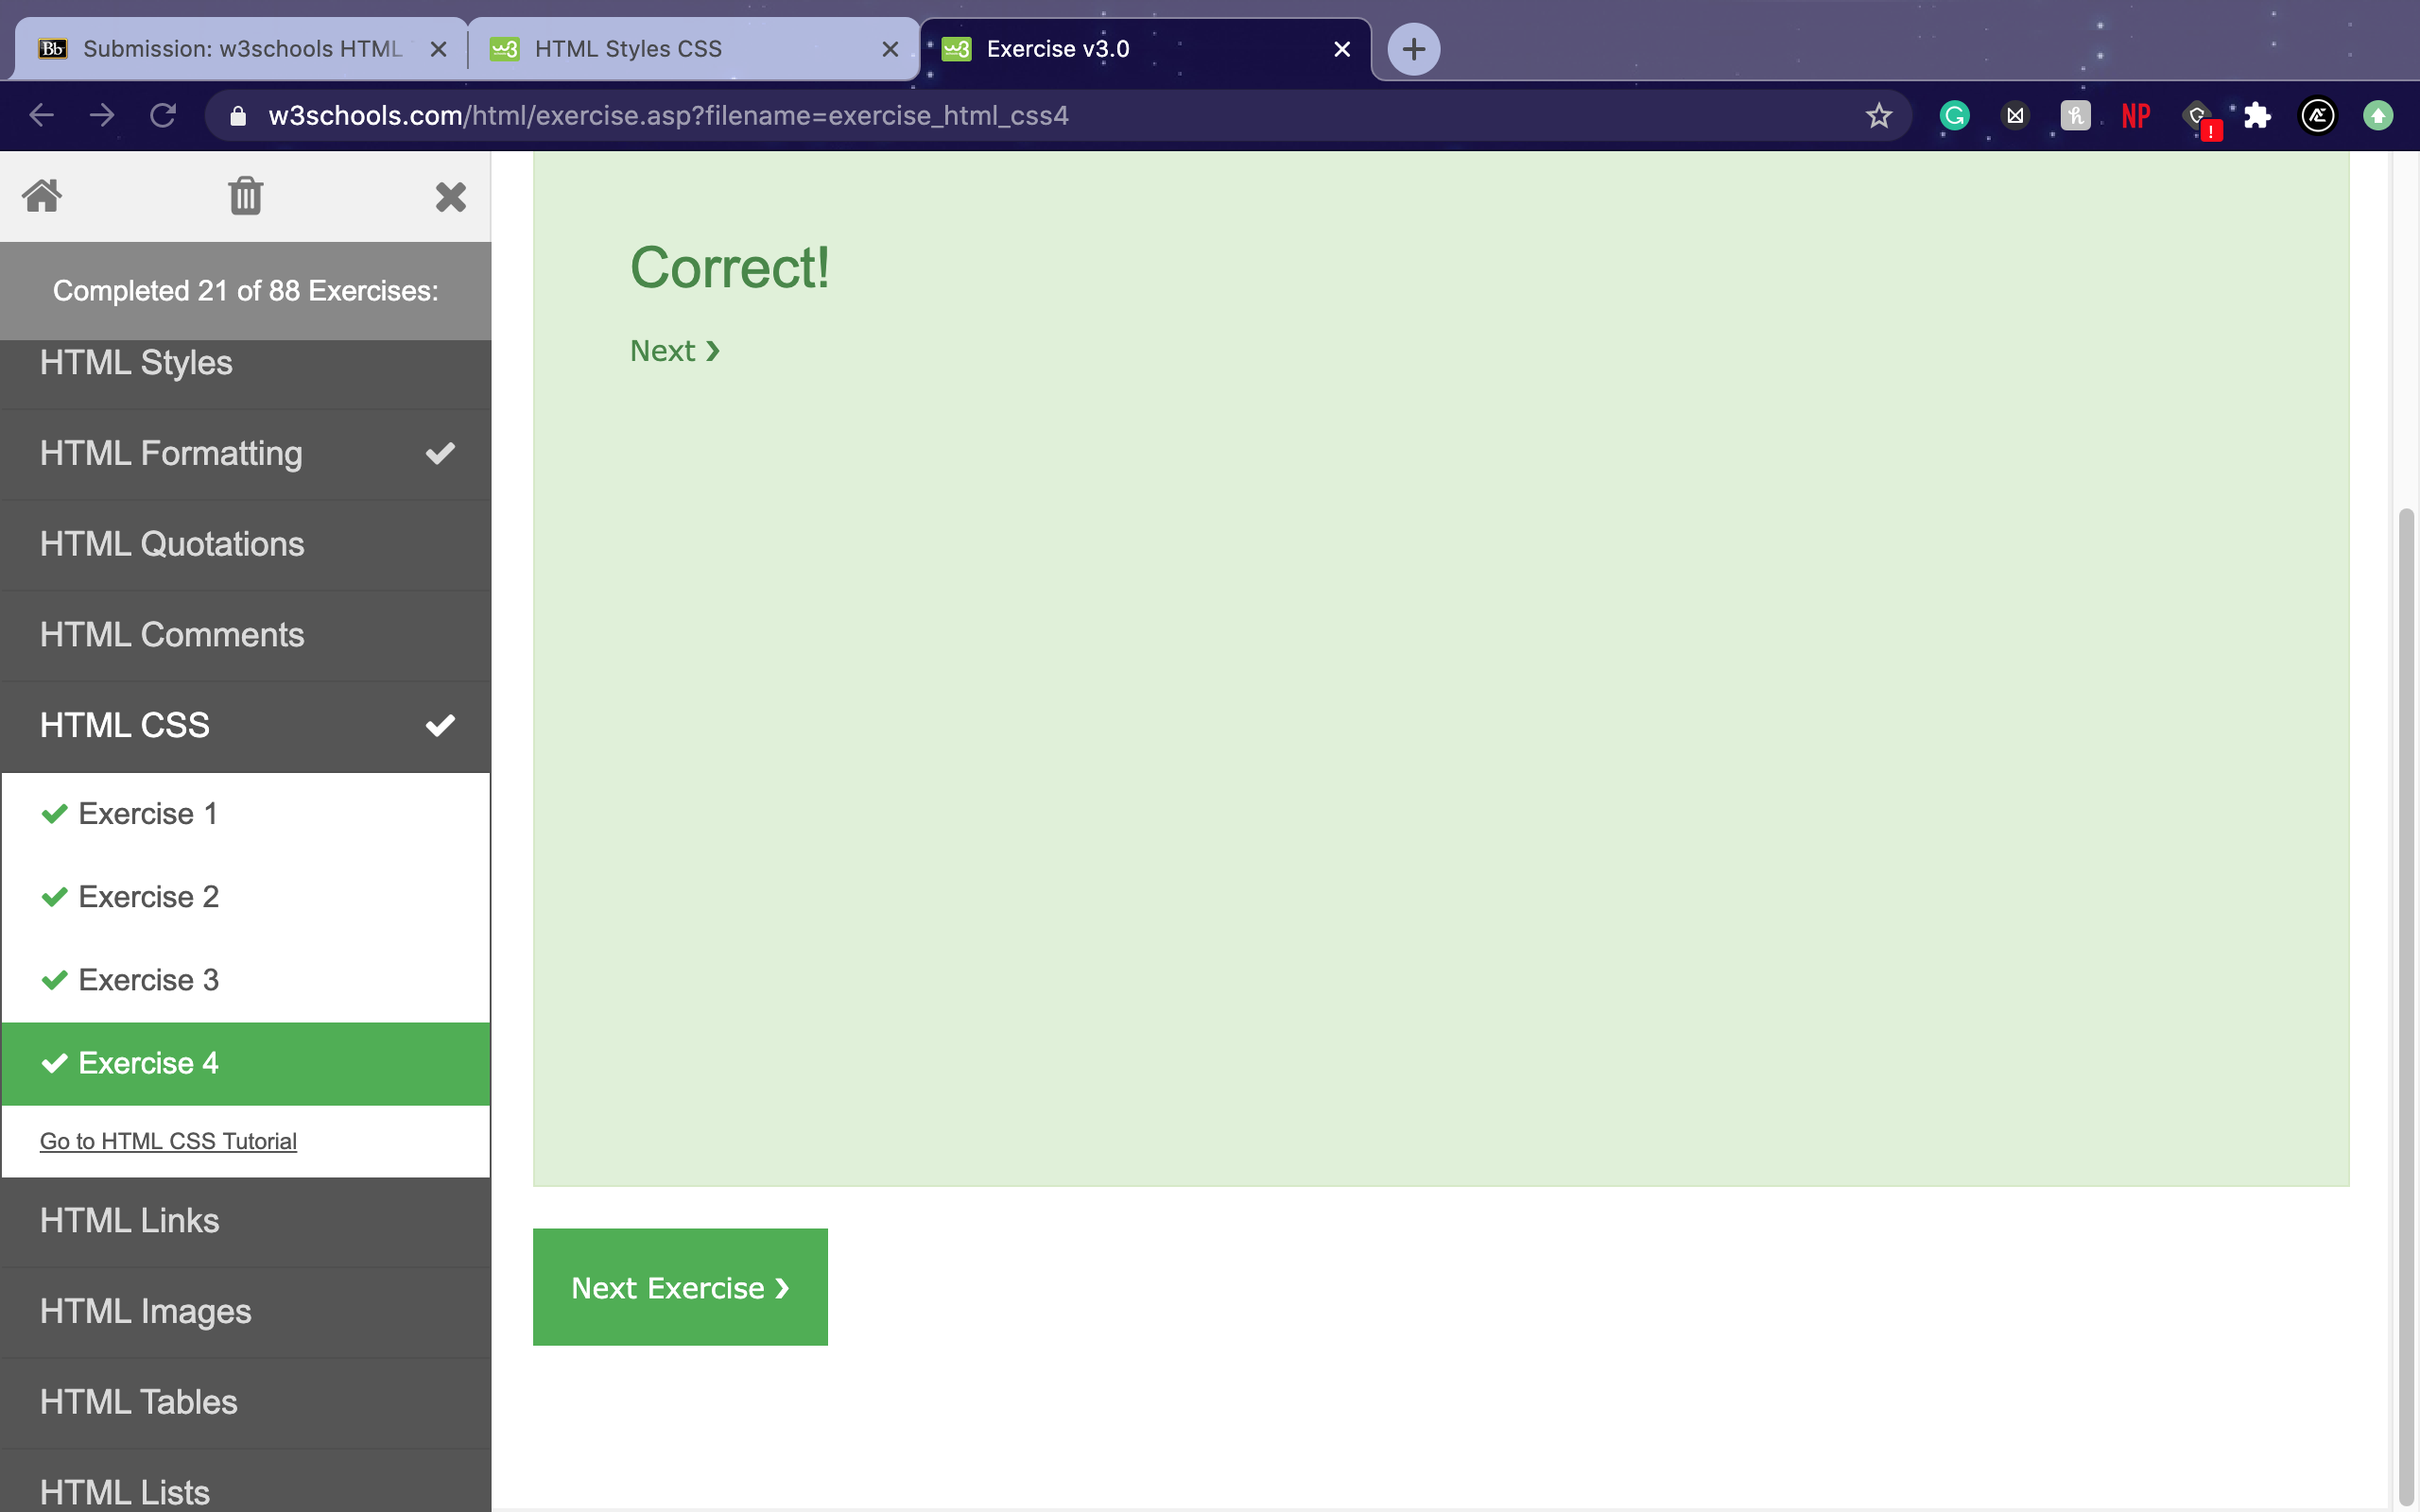 Bb
Submission: w3schools HTML
w3
HTML Styles CSS
w3
Exercise v3.0
w3schools.com/html/exercise.asp?filename=exercise_html_css4
G
h
NP
G
!
Completed 21 of 88 Exercises:
HTML Styles
HTML Formatting
HTML Quotations
HTML Comments
HTML CSS
Exercise 1
Exercise 2
Exercise 3
Exercise 4
Go to HTML CSS Tutorial
HTML Links
HTML Images
HTML Tables
HTML Lists
Correct!
Next ❯
Next Exercise ❯